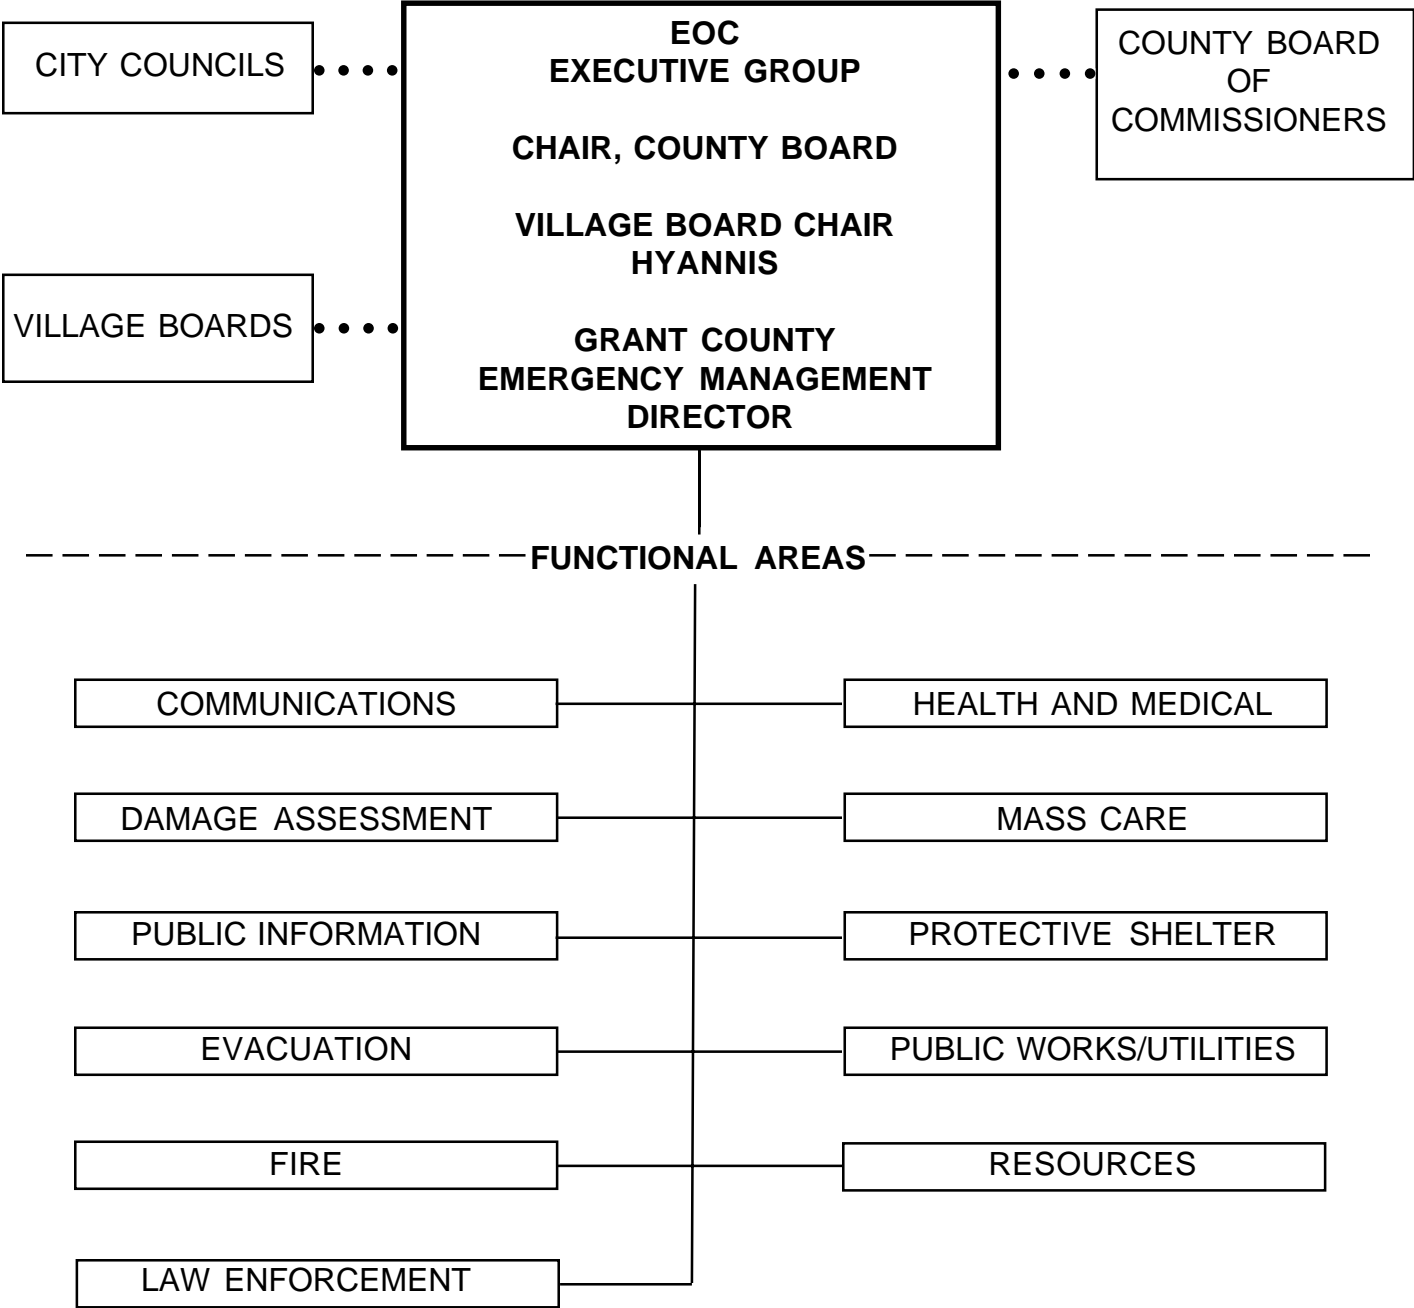 CITY COUNCILS
EOC
EXECUTIVE GROUP
CHAIR, COUNTY BOARD
VILLAGE BOARD CHAIR
HYANNIS
GRANT COUNTY
EMERGENCY MANAGEMENT
DIRECTOR
COUNTY BOARD
OF
COMMISSIONERS
VILLAGE BOARDS
FUNCTIONAL AREAS
COMMUNICATIONS
HEALTH AND MEDICAL
DAMAGE ASSESSMENT
MASS CARE
PUBLIC INFORMATION
PROTECTIVE SHELTER
EVACUATION
PUBLIC WORKS/UTILITIES
FIRE
RESOURCES
LAW ENFORCEMENT